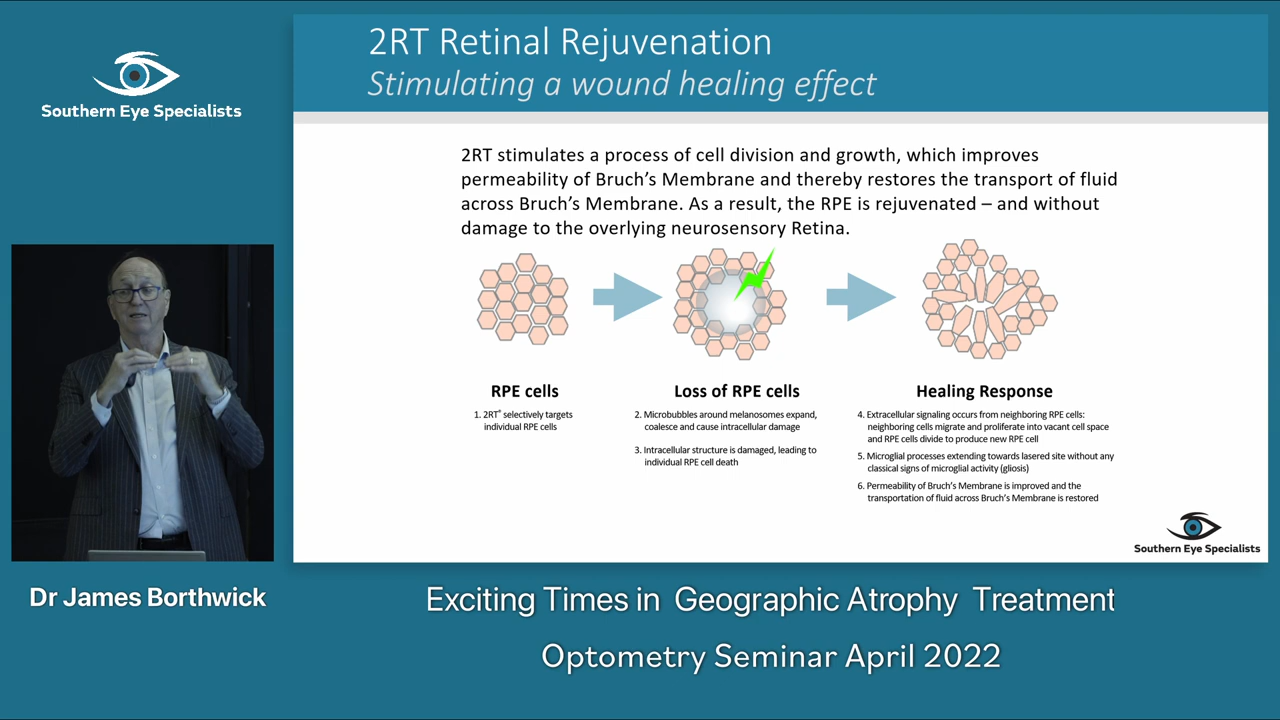 Southern Eye Specialists
2RT Retinal Rejuvenation
Stimulating a wound healing effect
2RT stimulates a process of cell division and growth, which improves
permeability of Bruch's Membrane and thereby restores the transport of fluid
across Bruch's Membrane. As a result, the RPE is rejuvenated – and without
damage to the overlying neurosensory Retina.
RPE cells
1. 2RT® selectively targets
individual RPE cells
Loss of RPE cells
2. Microbubbles around melanosomes expand,
coalesce and cause intracellular damage
3. Intracellular structure is damaged, leading to
individual RPE cell death
Healing Response
4. Extracellular signaling occurs from neighboring RPE cells:
neighboring cells migrate and proliferate into vacant cell space
and RPE cells divide to produce new RPE cell
5. Microglial processes extending towards lasered site without any
classical signs of microglial activity (gliosis)
6. Permeability of Bruch's Membrane is improved and the
transportation of fluid across Bruch's Membrane is restored
Southern Eye Specialists
Dr James Borthwick
Exciting Times in Geographic Atrophy Treatment
Optometry Seminar April 2022